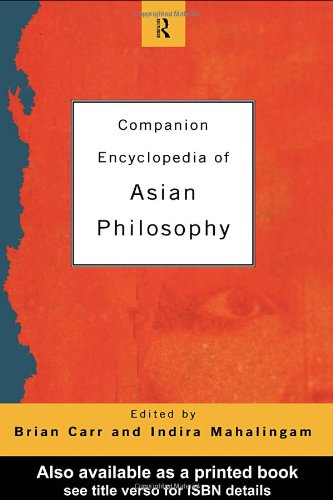 R
Companion
Encyclopedia of
Asian
Philosophy
Edited by
Brian Carr and Indira Mahalingam
Also available as a printed book
see title verso for ISBN details